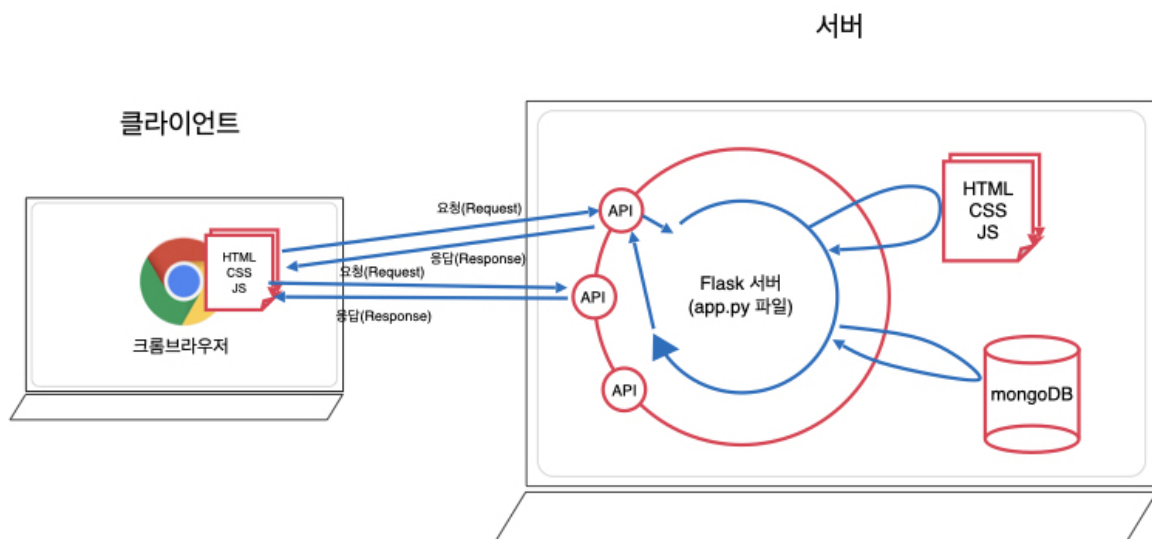 서버
클라이언트
요청(Request)
API
응답(Response)
요청(Request)
API
응답(Response)
API
HTML
CSS
JS
크롬브라우저
Flask 서버
(app.py 파일)
HTML
CSS
JS
mongoDB